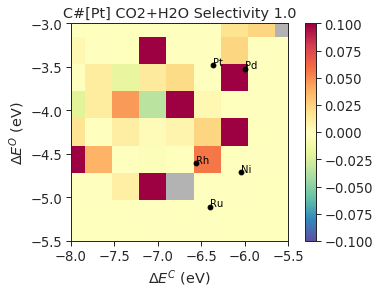 C#[Pt] CO2+H2O Selectivity 1.0
−3.0
−3.5
−4.0
−4.5
−5.0
−5.5
ΔE^O (eV)
Pt
Pd
Rh
Ni
Ru
−8.0 −7.5 −7.0 −6.5 −6.0 −5.5
ΔE^C (eV)
0.100
0.075
0.050
0.025
0.000
−0.025
−0.050
−0.075
−0.100